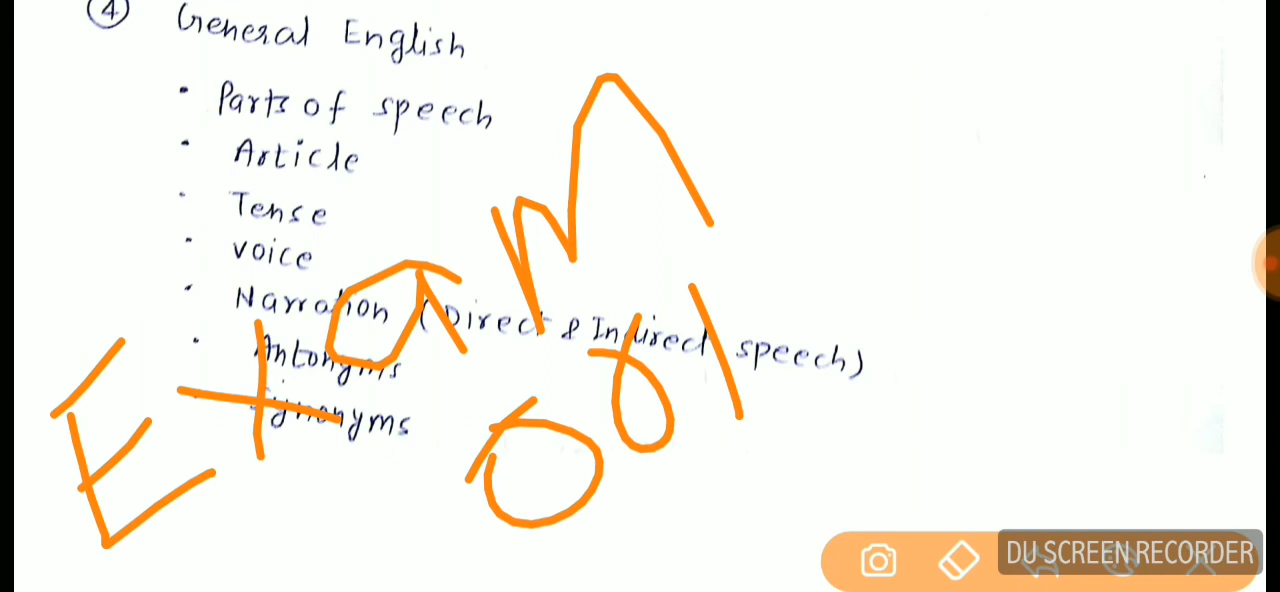 4 General English
• Parts of speech
• Article
• Tense
• voice
• Narration (Direct & Indirect speech)
• Antonyms
• Synonyms
Exam
DU SCREEN RECORDER